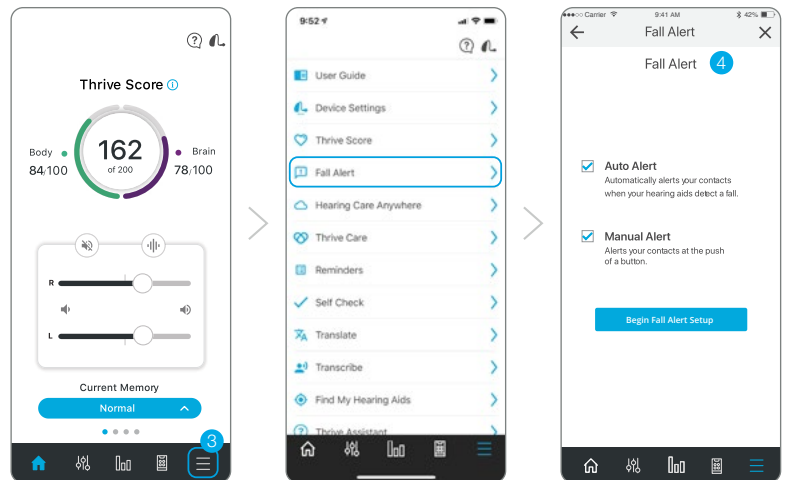 Thrive Score
Body
84/100
162
of 200
Brain
78/100
R
L
Current Memory
Normal
3
9:52
User Guide
Device Settings
Thrive Score
Fall Alert
Hearing Care Anywhere
Thrive Care
Reminders
Self Check
Translate
Transcribe
Find My Hearing Aids
Thrive Assistant
Carrier 9:41 AM 42%
Fall Alert
Fall Alert 4
Auto Alert
Automatically alerts your contacts
when your hearing aids detect a fall.
Manual Alert
Alerts your contacts at the push
of a button.
Begin Fall Alert Setup